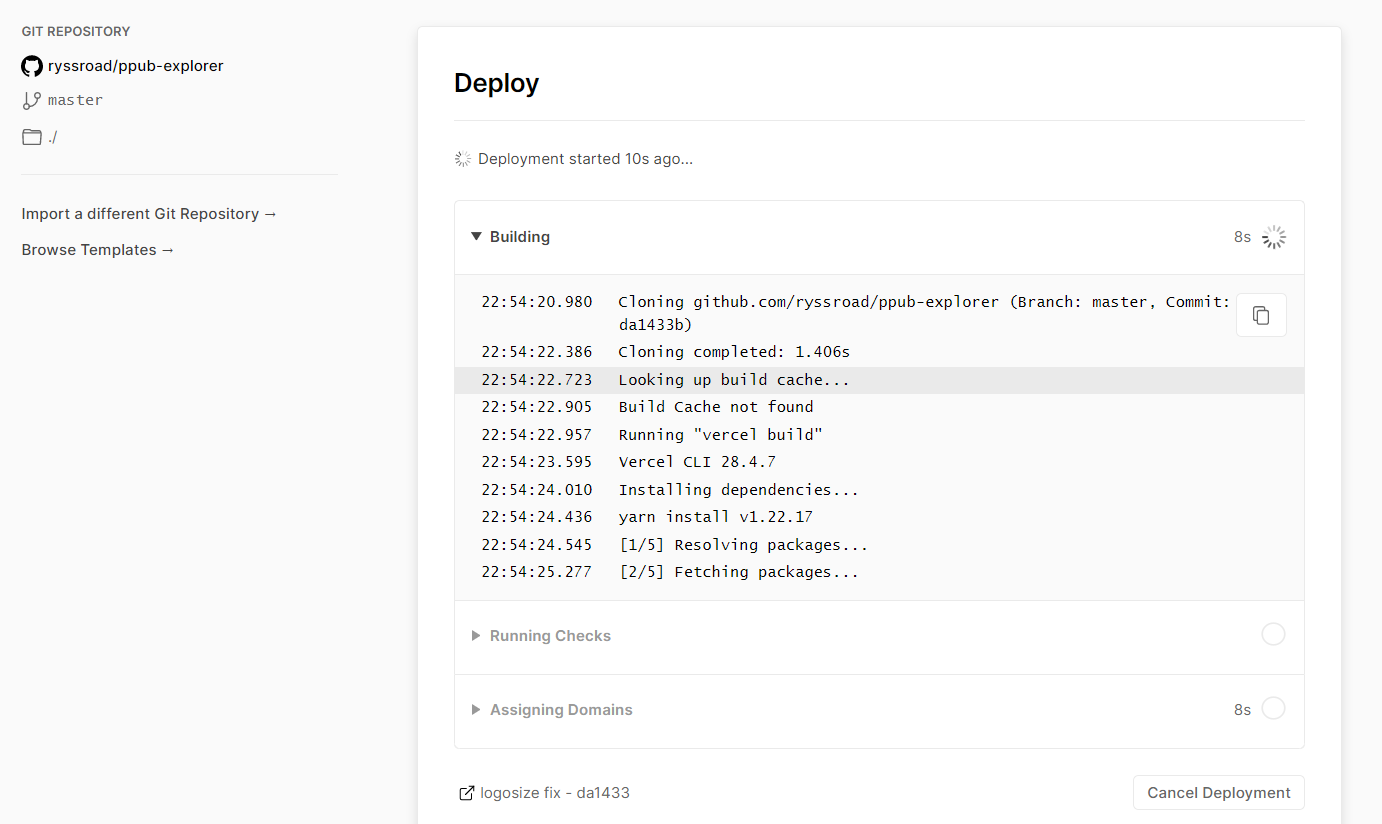 GIT REPOSITORY
ryssroad/ppub-explorer
master
./
Import a different Git Repository →
Browse Templates →
Deploy
Deployment started 10s ago...
Building 8s
22:54:20.980 Cloning github.com/ryssroad/ppub-explorer (Branch: master, Commit:
da1433b)
22:54:22.386 Cloning completed: 1.406s
22:54:22.723 Looking up build cache...
22:54:22.905 Build Cache not found
22:54:22.957 Running "vercel build"
22:54:23.595 Vercel CLI 28.4.7
22:54:24.010 Installing dependencies...
22:54:24.436 yarn install v1.22.17
22:54:24.545 [1/5] Resolving packages...
22:54:25.277 [2/5] Fetching packages...
Running Checks
Assigning Domains 8s
logosize fix - da1433
Cancel Deployment